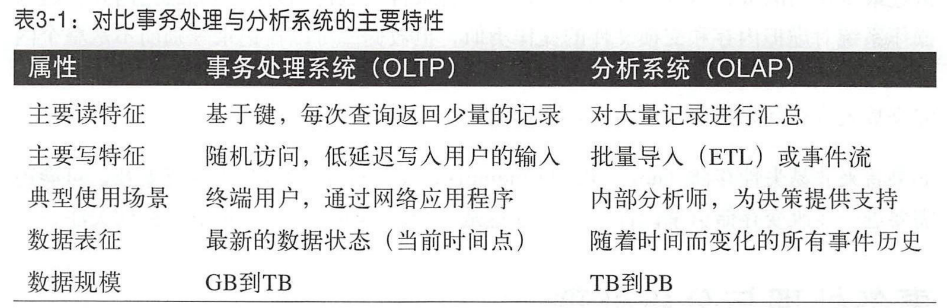 表3-1：对比事务处理与分析系统的主要特性
属性 事务处理系统（OLTP） 分析系统（OLAP）
主要读特征 基于键，每次查询返回少量的记录 对大量记录进行汇总
主要写特征 随机访问，低延迟写入用户的输入 批量导入（ETL）或事件流
典型使用场景 终端用户，通过网络应用程序 内部分析师，为决策提供支持
数据表征 最新的数据状态（当前时间点） 随着时间而变化的所有事件历史
数据规模 GB到TB TB到PB